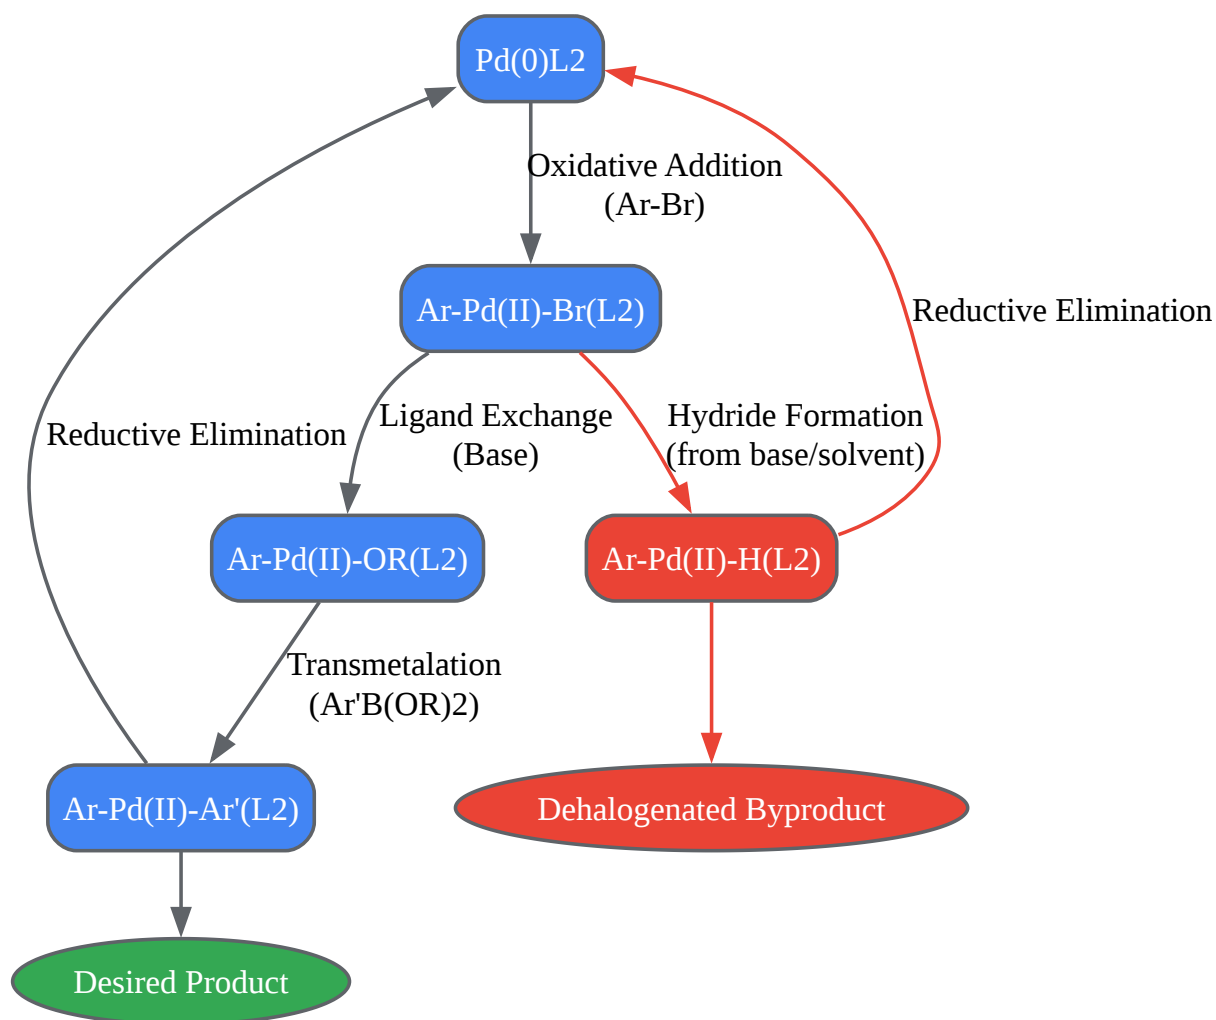 Pd(0)L2
Oxidative Addition
(Ar-Br)
Ar-Pd(II)-Br(L2)
Reductive Elimination
Ligand Exchange
(Base)
Hydride Formation
(from base/solvent)
Reductive Elimination
Ar-Pd(II)-OR(L2)
Ar-Pd(II)-H(L2)
Transmetalation
(Ar'B(OR)2)
Ar-Pd(II)-Ar'(L2)
Dehalogenated Byproduct
Desired Product